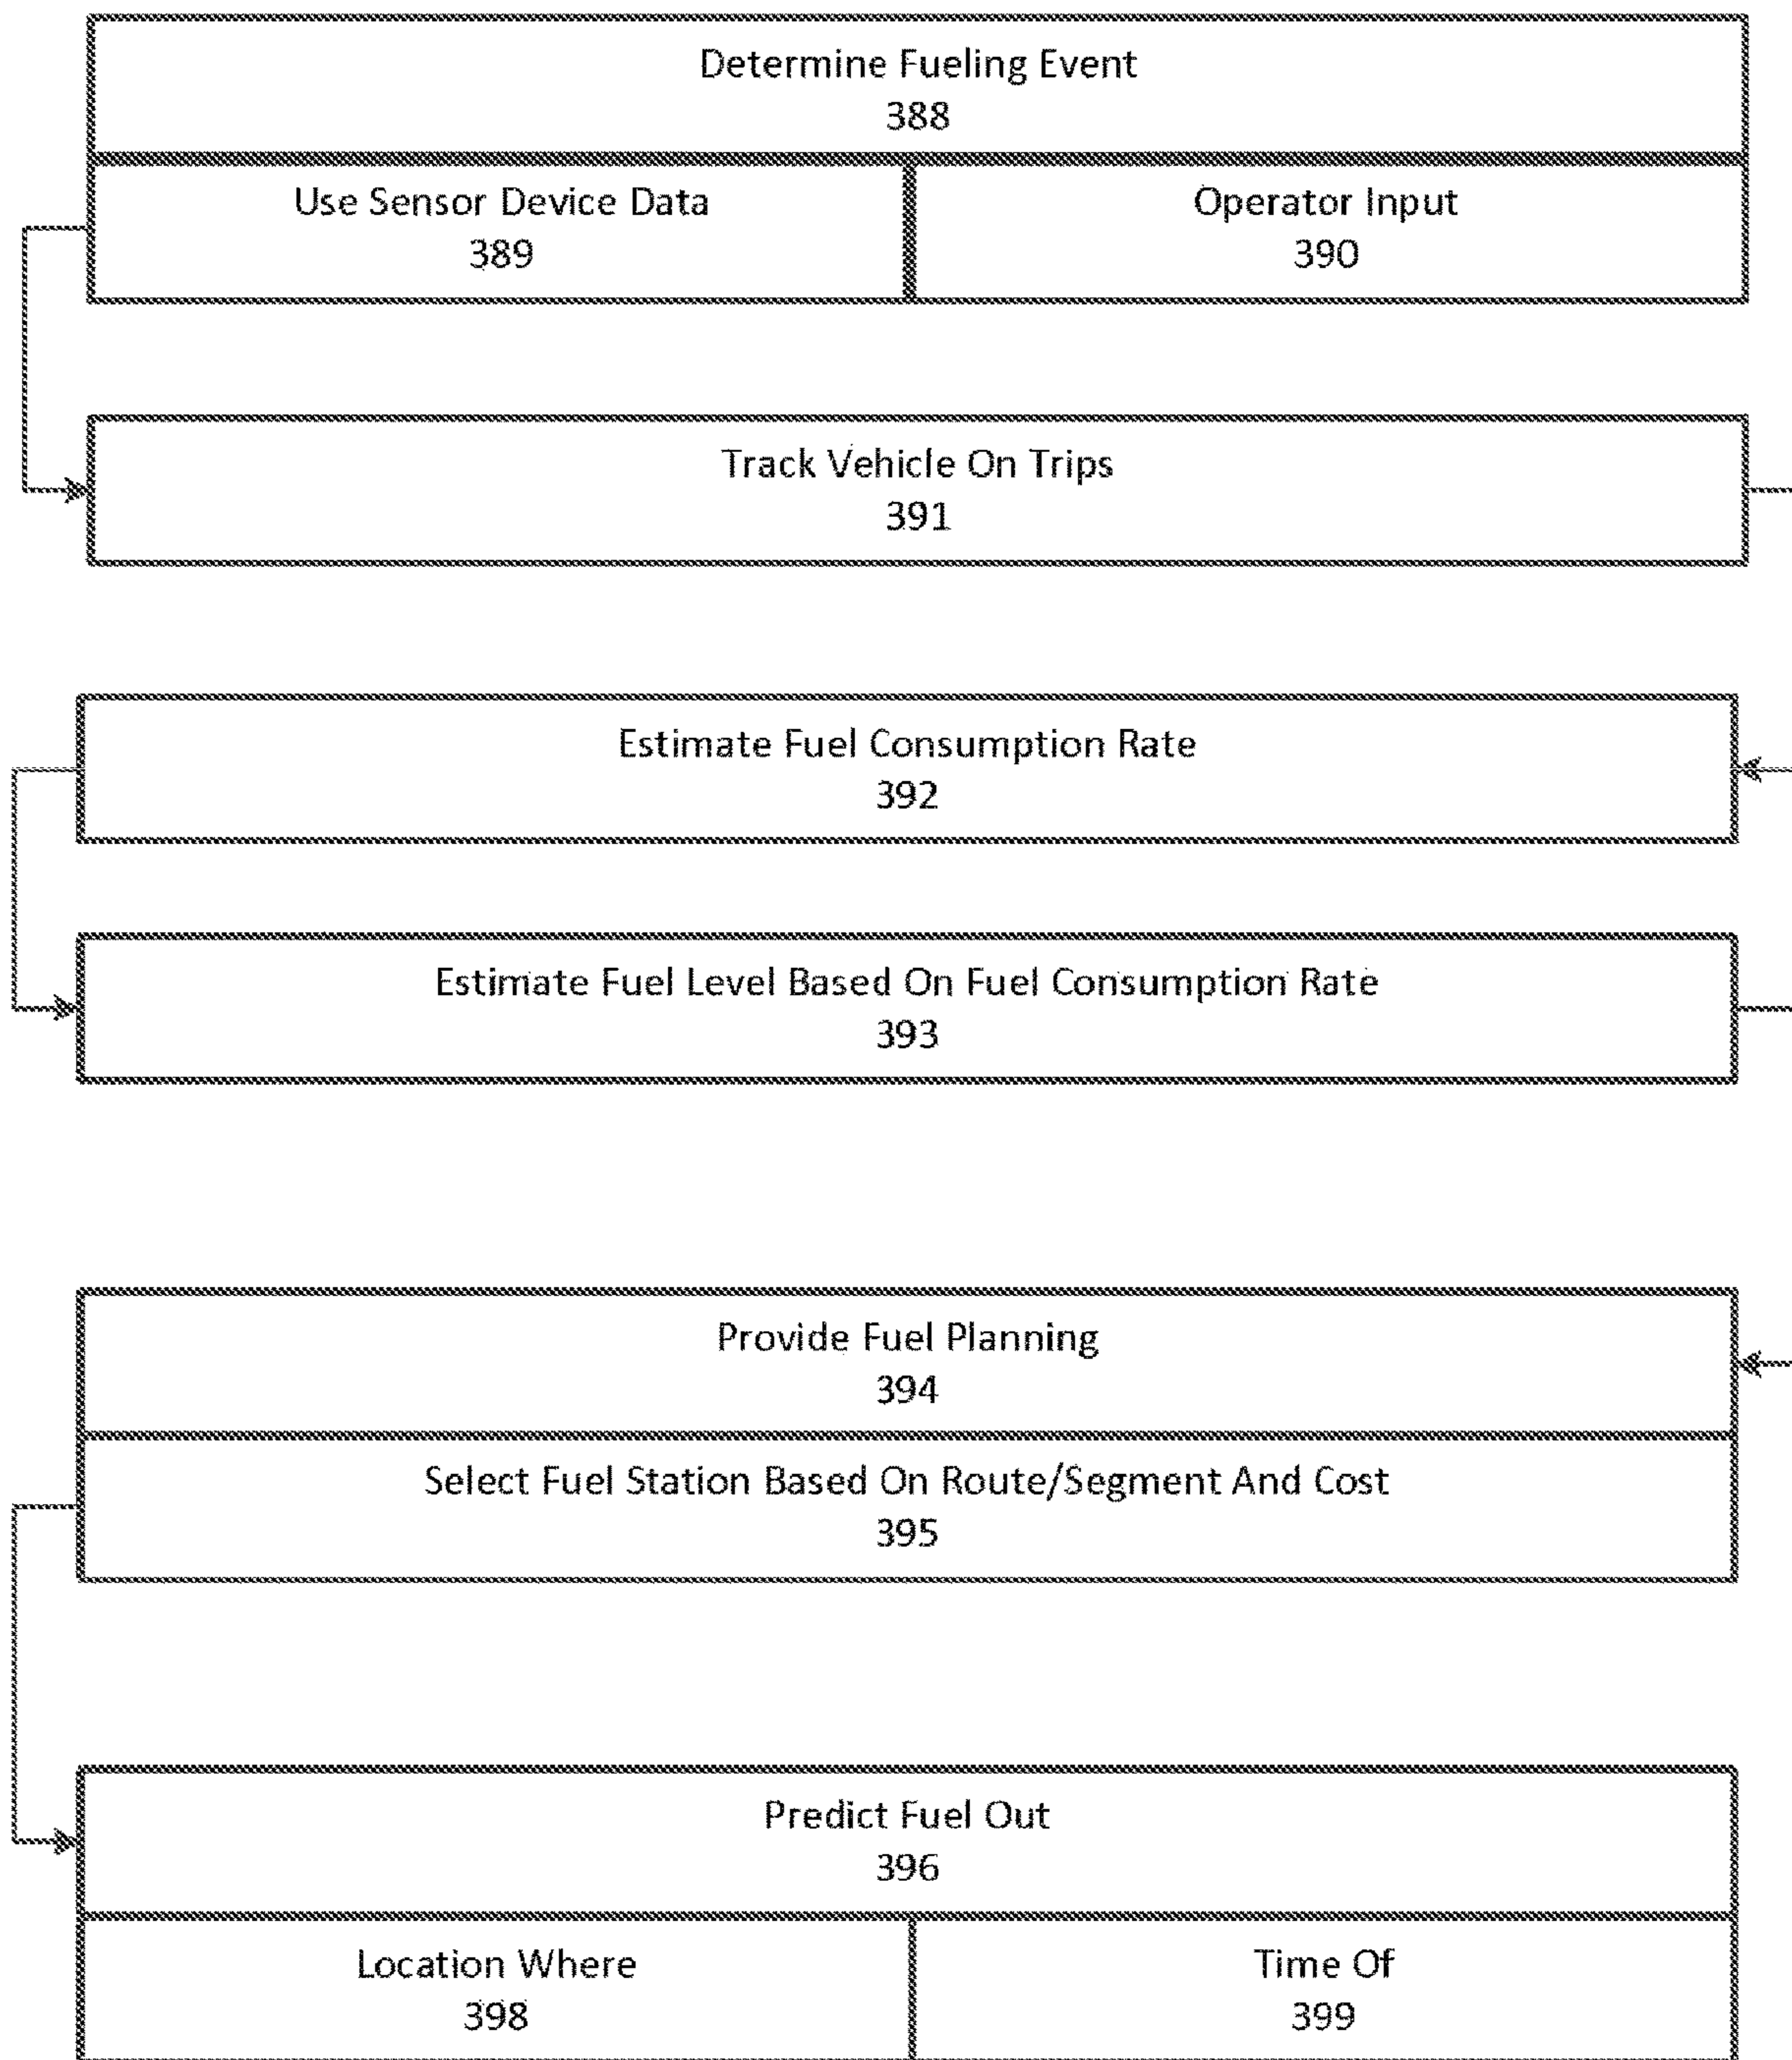 Determine Fueling Event
388
Use Sensor Device Data
389
Operator Input
390
Track Vehicle On Trips
391
Estimate Fuel Consumption Rate
392
Estimate Fuel Level Based On Fuel Consumption Rate
393
Provide Fuel Planning
394
Select Fuel Station Based On Route/Segment And Cost
395
Predict Fuel Out
396
Location Where
398
Time Of
399